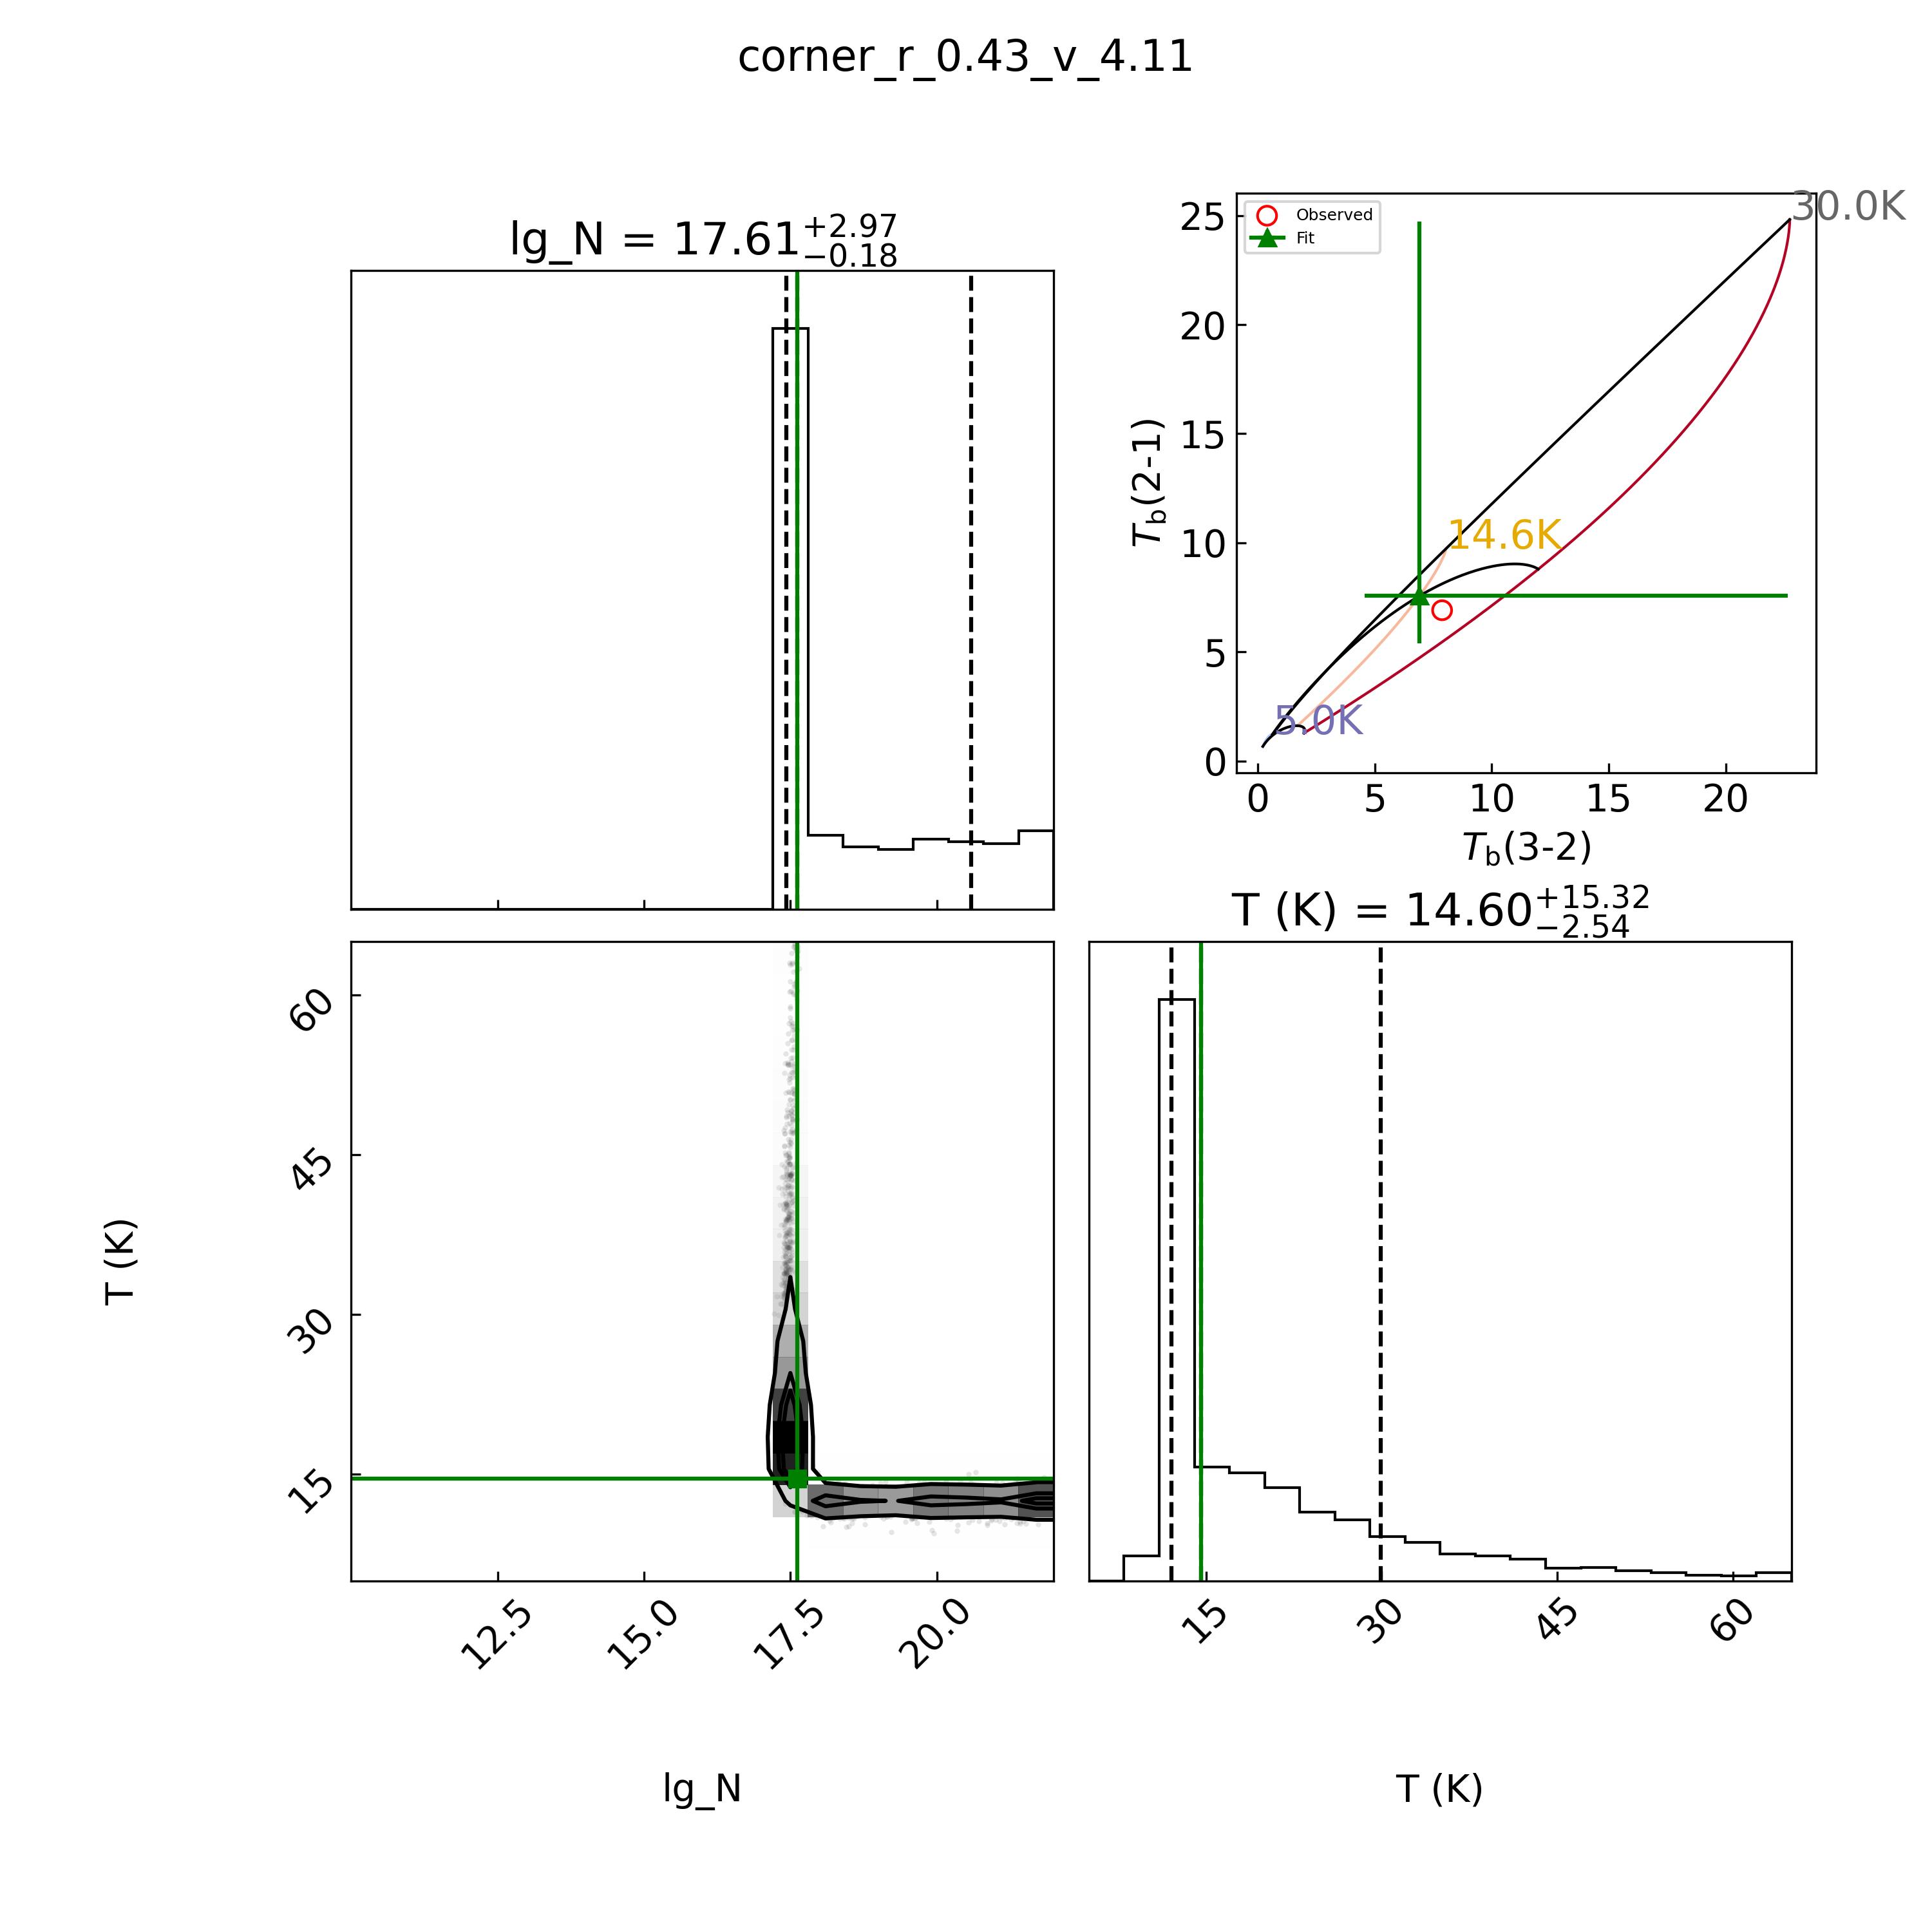 corner_r_0.43_v_4.11
lg_N = 17.61 +2.97 −0.18
25
20
15
10
5
0
T_b(2-1)
Observed
Fit
30.0K
14.6K
5.0K
0 5 10 15 20
T_b(3-2)
T (K) = 14.60 +15.32 −2.54
T (K)
60
45
30
15
12.5 15.0 17.5 20.0
lg_N
15 30 45 60
T (K)